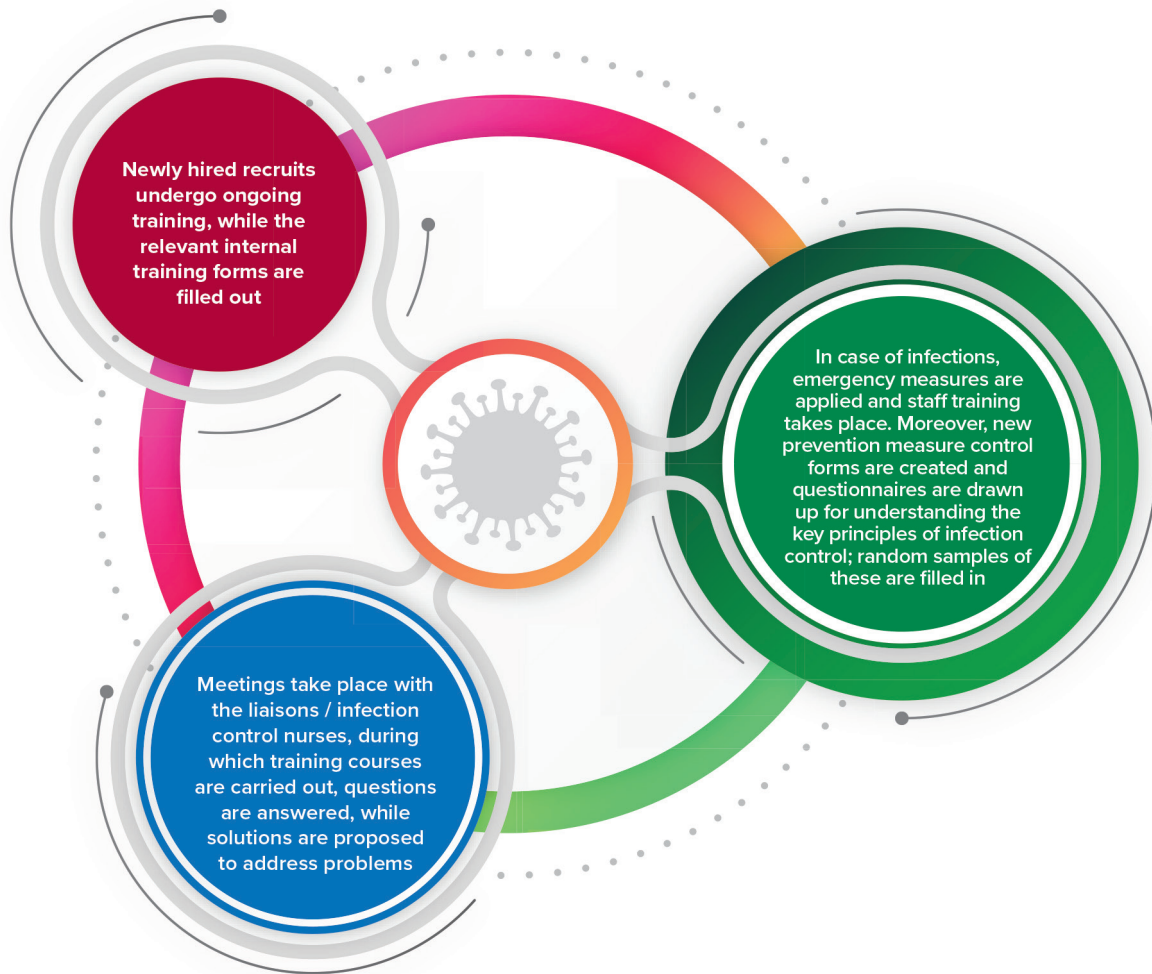 Newly hired recruits
undergo ongoing
training, while the
relevant internal
training forms are
filled out
In case of infections,
emergency measures are
applied and staff training
takes place. Moreover, new
prevention measure control
forms are created and
questionnaires are drawn
up for understanding the
key principles of infection
control; random samples of
these are filled in
Meetings take place with
the liaisons / infection
control nurses, during
which training courses
are carried out, questions
are answered, while
solutions are proposed
to address problems